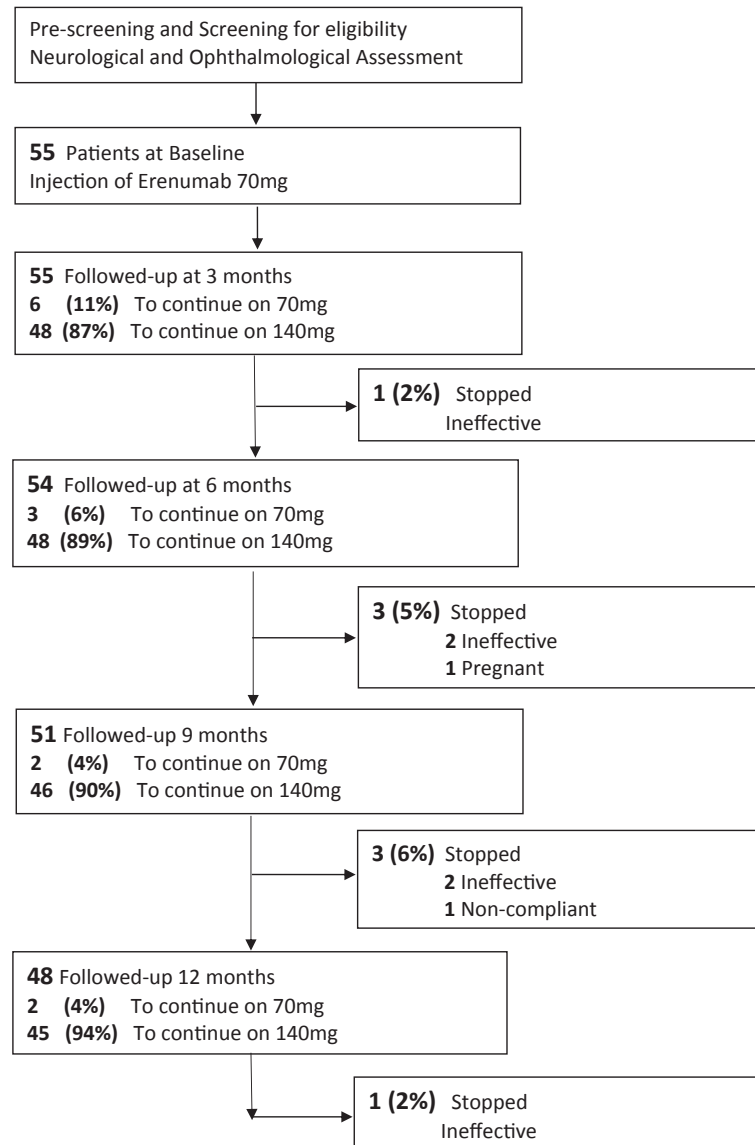 Pre-screening and Screening for eligibility
Neurological and Ophthalmological Assessment
55 Patients at Baseline
Injection of Erenumab 70mg
55 Followed-up at 3 months
6 (11%) To continue on 70mg
48 (87%) To continue on 140mg
1 (2%) Stopped
Ineffective
54 Followed-up at 6 months
3 (6%) To continue on 70mg
48 (89%) To continue on 140mg
3 (5%) Stopped
2 Ineffective
1 Pregnant
51 Followed-up 9 months
2 (4%) To continue on 70mg
46 (90%) To continue on 140mg
3 (6%) Stopped
2 Ineffective
1 Non-compliant
48 Followed-up 12 months
2 (4%) To continue on 70mg
45 (94%) To continue on 140mg
1 (2%) Stopped
Ineffective